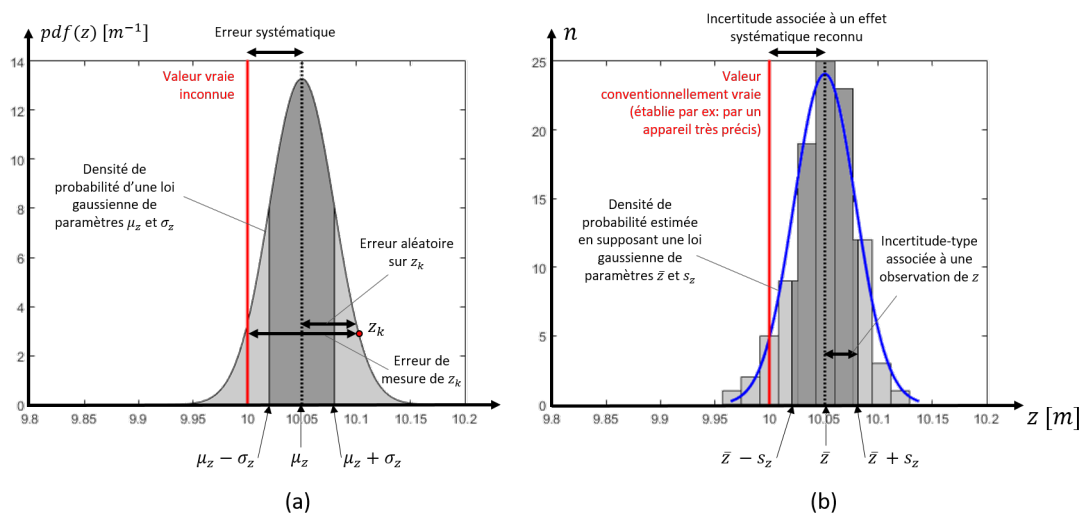 pdf(z) [m⁻¹]
Erreur systématique
Valeur vraie
inconnue
Densité de
probabilité d'une loi
gaussienne de
paramètres μz et σz
Erreur aléatoire
sur zk
zk
Erreur de
mesure de zk
14
12
10
8
6
4
2
0
9.8
9.85
9.9
9.95
10
10.05
10.1
10.15
10.2
μz − σz
μz
μz + σz
(a)
n
Incertitude associée à un effet
systématique reconnu
Valeur
conventionnellement vraie
(établie par ex: par un
appareil très précis)
Densité de
probabilité estimée
en supposant une loi
gaussienne de
paramètres z̄ et sz
Incertitude-type
associée à une
observation de z
25
20
15
10
5
0
9.8
9.85
9.9
9.95
10
10.05
10.1
10.15
10.2
z [m]
z̄ − sz
z̄
z̄ + sz
(b)